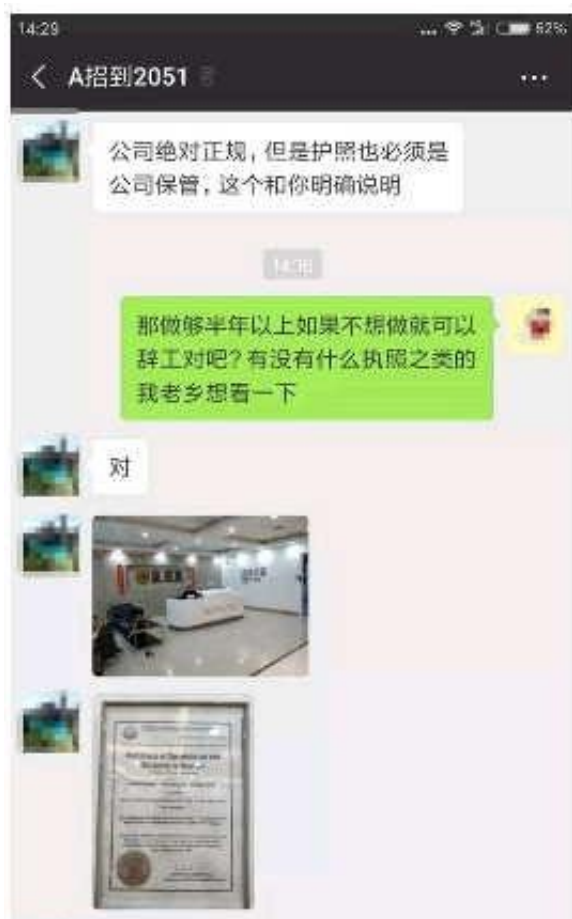 14:29
62%
A招到2051
公司绝对正规，但是护照也必须是
公司保管，这个和你明确说明
那做够半年以上如果不想做就可以
辞工对吧？有没有什么执照之类的
我老乡想看一下
对